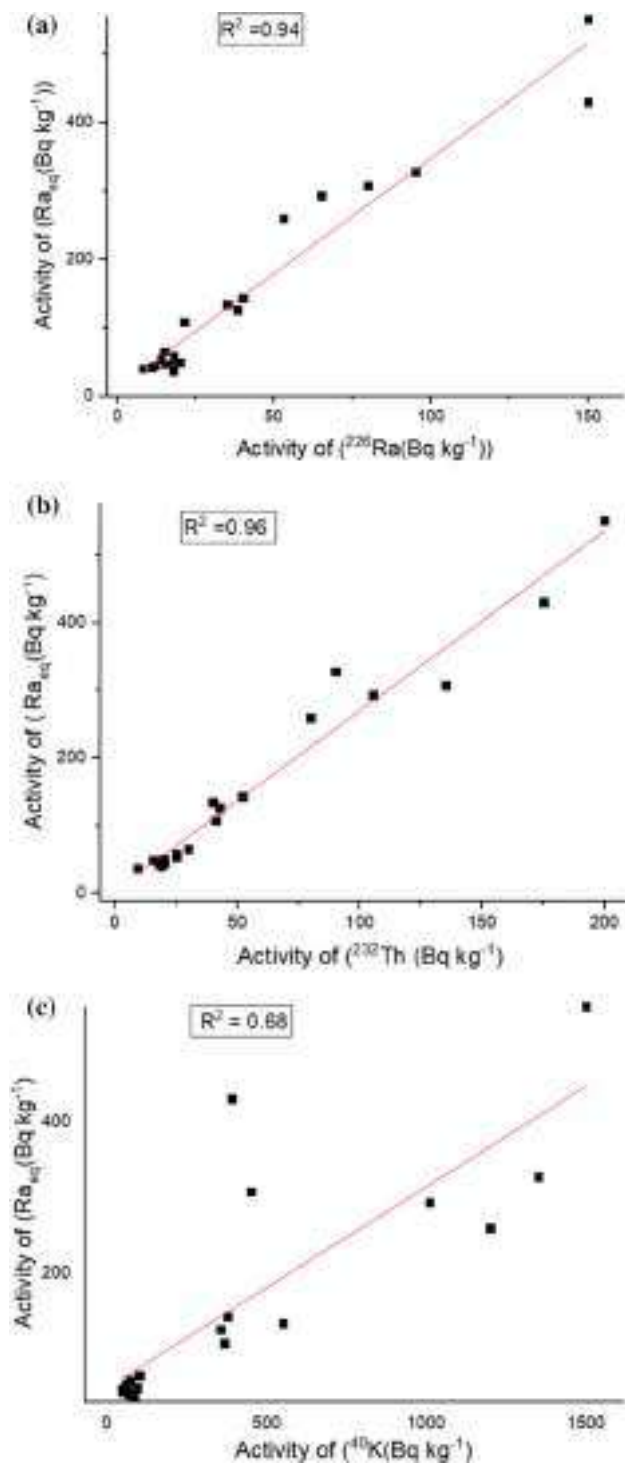 (a)
R² =0.94
Activity of (Raeq(Bq kg⁻¹))
400
200
0
0 50 100 150
Activity of (²²⁶Ra(Bq kg⁻¹))
(b)
R² =0.96
Activity of ( Raeq(Bq kg⁻¹)
400
200
0
0 50 100 150 200
Activity of (²³²Th (Bq kg⁻¹)
(c)
R² = 0.68
Activity of (Raeq(Bq kg⁻¹)
400
200
0 500 1000 1500
Activity of (⁴⁰K(Bq kg⁻¹)